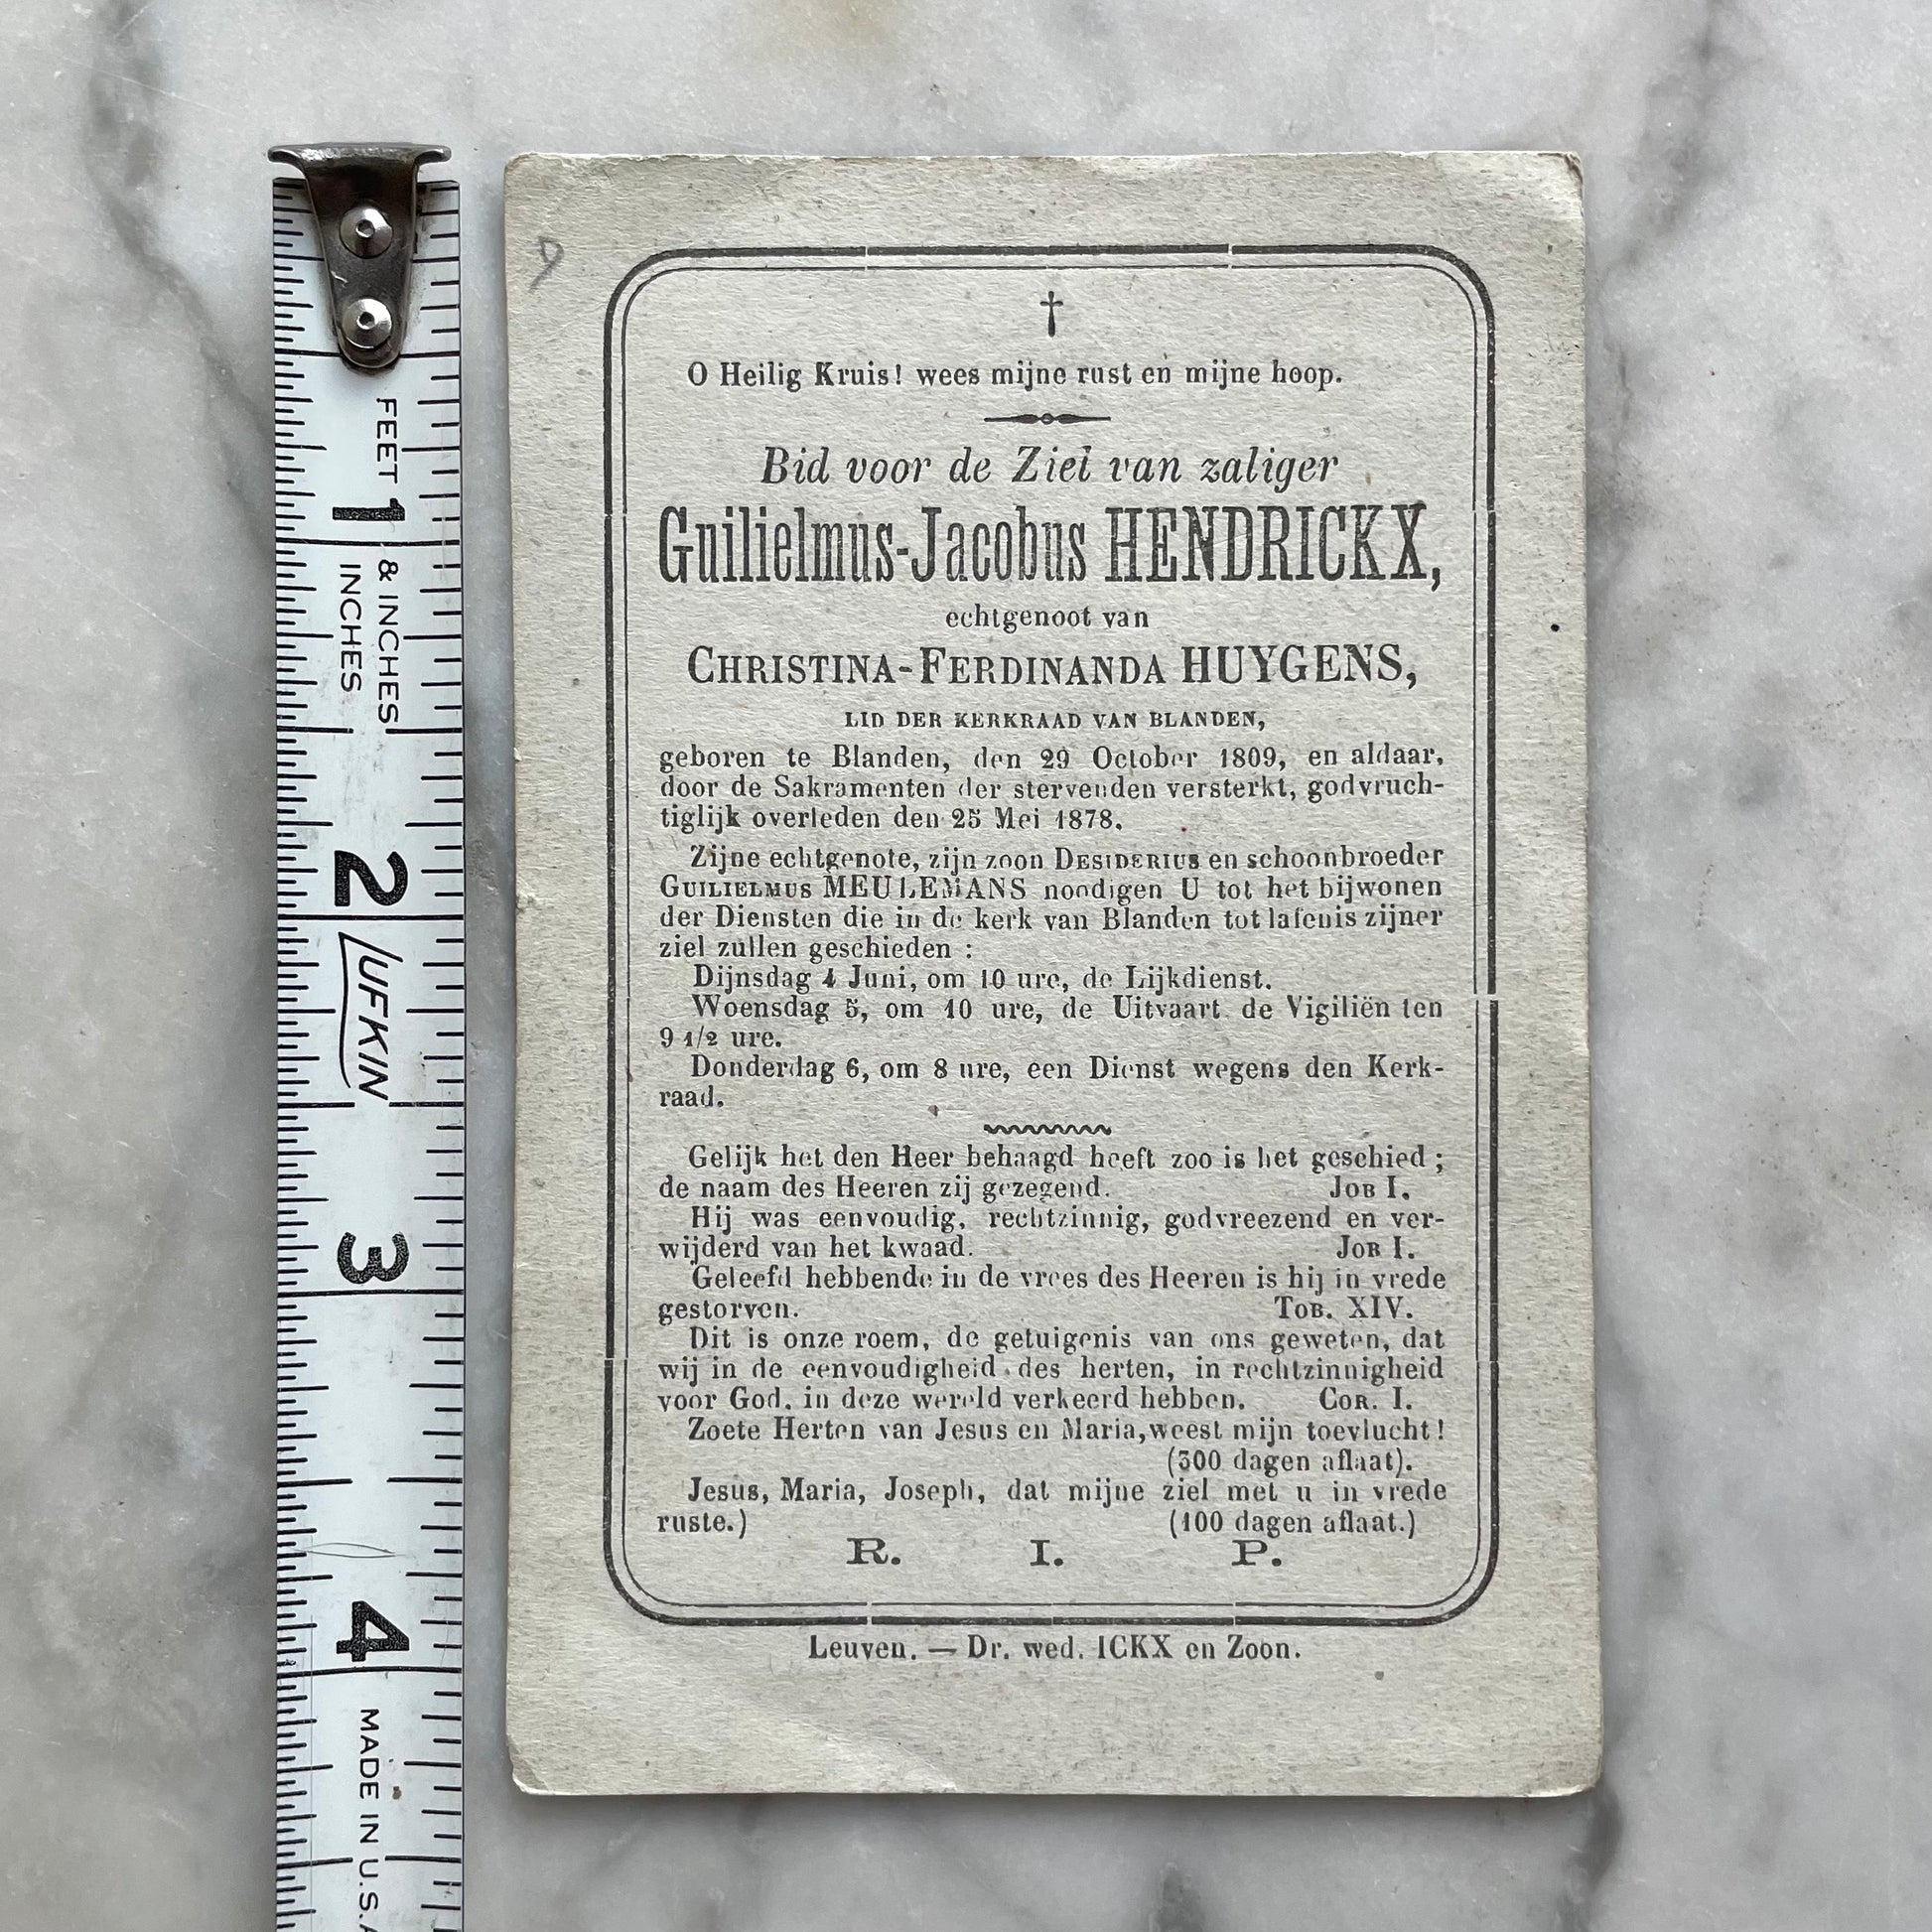 O Heilig Kruis! wees mijne rust en mijne hoop.
Bid voor de Ziel van zaliger
Guilielmus-Jacobus HENDRICKX,
echtgenoot van
CHRISTINA-FERDINANDA HUYGENS,
LID DER KERKRAAD VAN BLANDEN,
geboren te Blanden, den 29 October 1809, en aldaar,
door de Sakramenten der stervenden versterkt, godvruch-
tiglijk overleden den 25 Mei 1878.
Zijne echtgenote, zijn zoon DESIDERIUS en schoonbroeder
GUILIELMUS MEULEMANS noodigen U tot het bijwonen
der Diensten die in de kerk van Blanden tot lafenis zijner
ziel zullen geschieden :
Dijnsdag 4 Juni, om 10 ure, de Lijkdienst.
Woensdag 5, om 10 ure, de Uitvaart de Vigiliën ten
9 1/2 ure.
Donderdag 6, om 8 ure, een Dienst wegens den Kerk-
raad.
Gelijk het den Heer behaagd heeft zoo is het geschied ;
de naam des Heeren zij gezegend. JOB I.
Hij was eenvoudig, rechtzinnig, godvreezend en ver-
wijderd van het kwaad. JOB I.
Geleefd hebbende in de vrees des Heeren is hij in vrede
gestorven. TOB. XIV.
Dit is onze roem, de getuigenis van ons geweten, dat
wij in de eenvoudigheid des herten, in rechtzinnigheid
voor God, in deze wereld verkeerd hebben. COR. I.
Zoete Herten van Jesus en Maria, weest mijn toevlucht!
(300 dagen aflaat).
Jesus, Maria, Joseph, dat mijne ziel met u in vrede
ruste.) (100 dagen aflaat.)
R. I. P.
Leuven. — Dr. wed. ICKX en Zoon.
FEET 1 & INCHES
INCHES
2
LUFKIN
3
4
MADE IN U.S.A